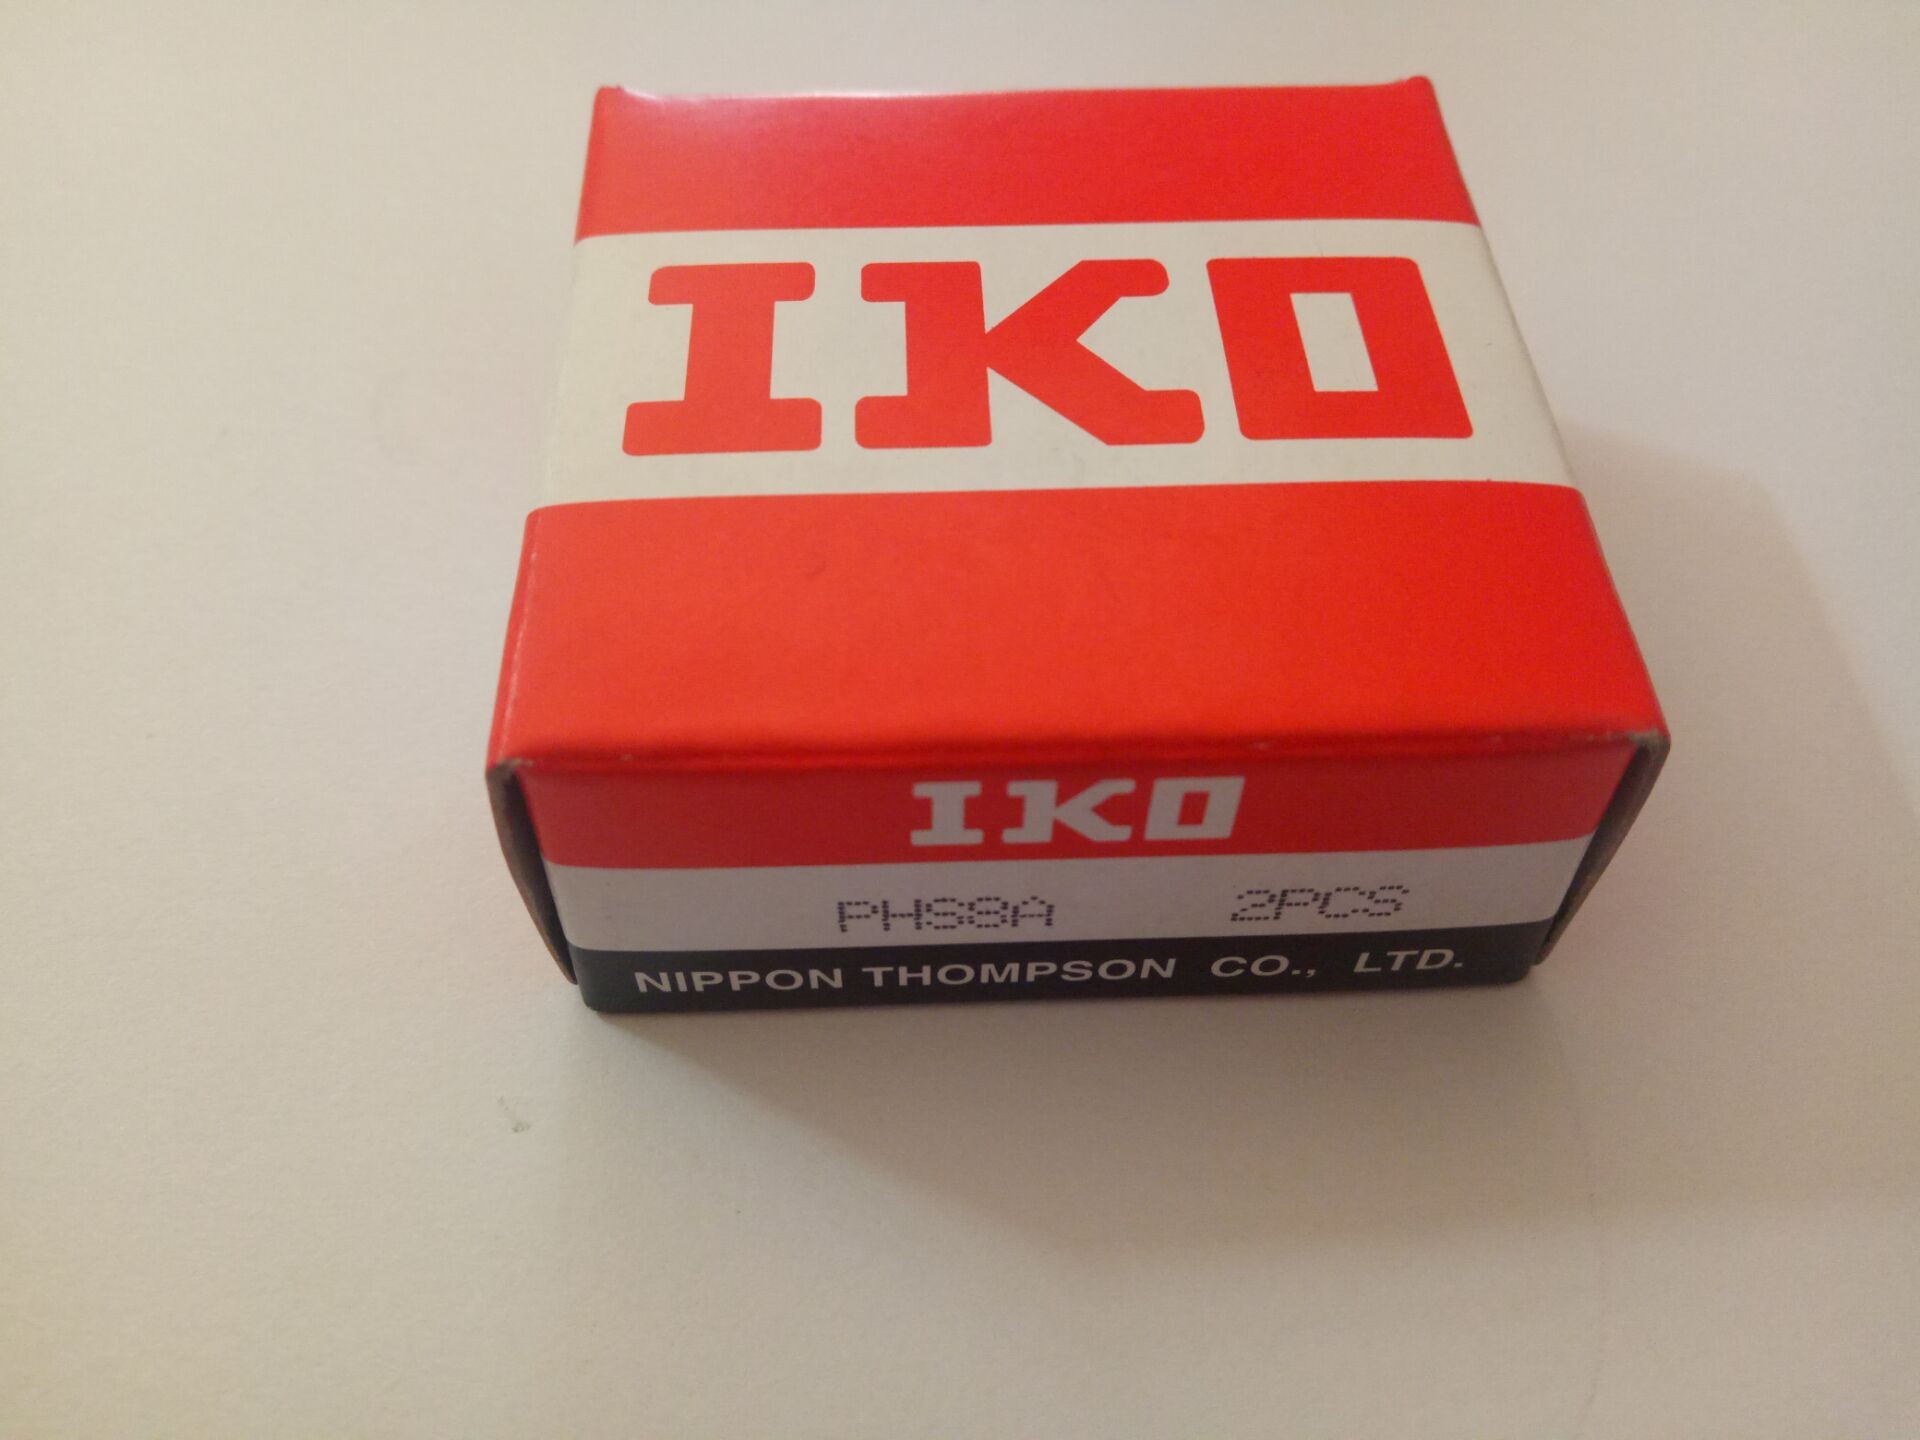 IKO
IKO
PHS8A 2PCS
NIPPON THOMPSON CO., LTD.